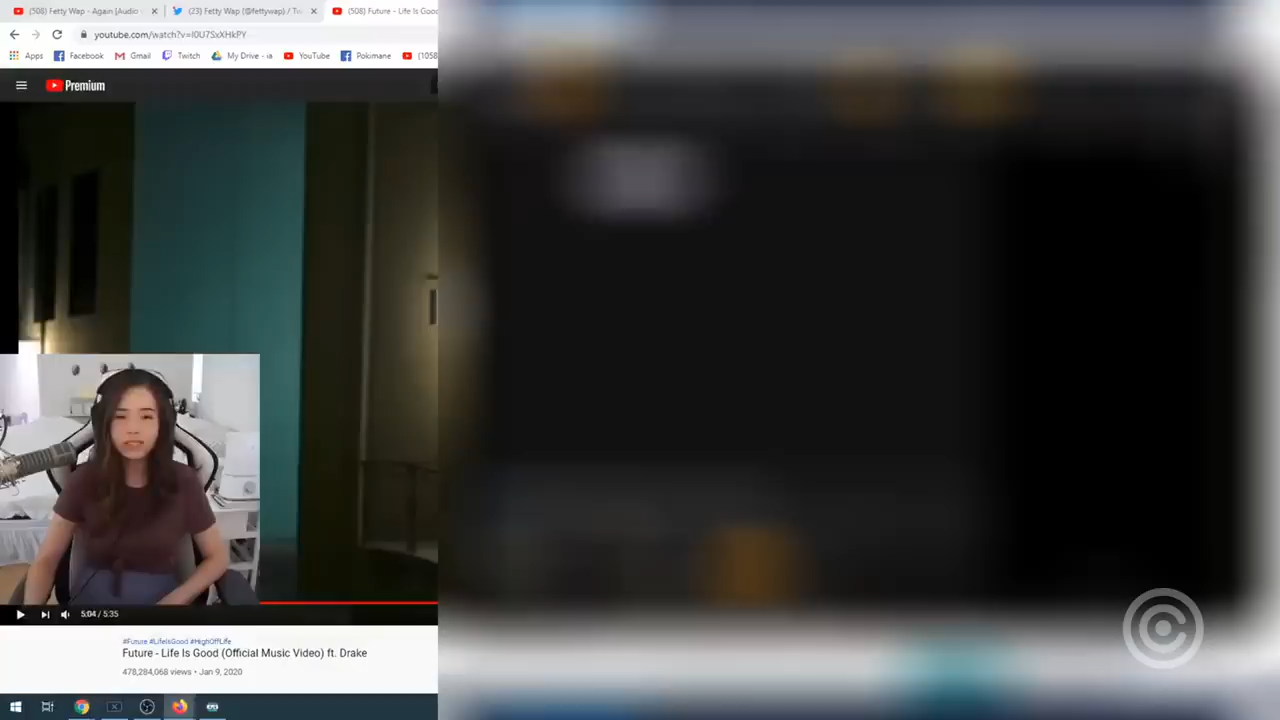 (508) Fetty Wap - Again [Audio
(23) Fetty Wap (@fettywap) / Tw
(508) Future - Life Is Good
youtube.com/watch?v=l0U7SxXHkPY
Apps
Facebook
Gmail
Twitch
My Drive - ia
YouTube
Pokimane
(1058
Premium
5:04 / 5:35
#Future #LifeIsGood #HighOffLife
Future - Life Is Good (Official Music Video) ft. Drake
478,284,068 views • Jan 9, 2020